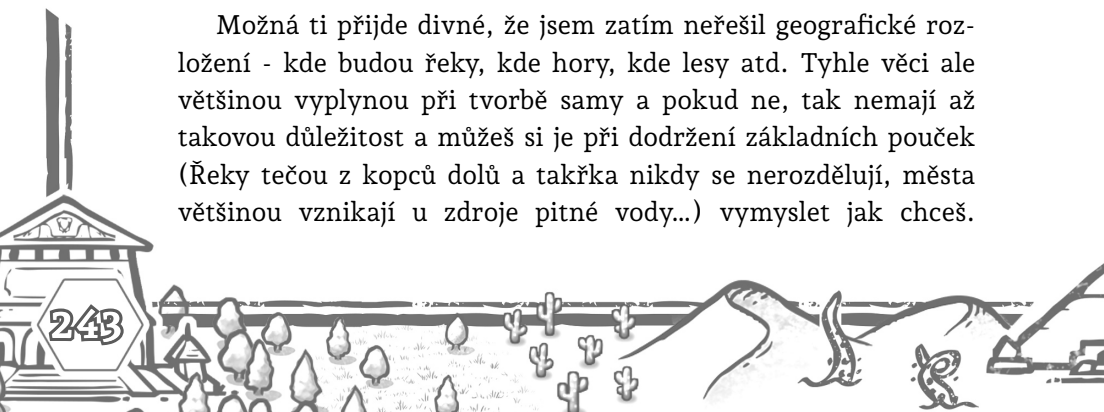 Možná ti přijde divné, že jsem zatím neřešil geografické roz-
ložení - kde budou řeky, kde hory, kde lesy atd. Tyhle věci ale
většinou vyplynou při tvorbě samy a pokud ne, tak nemají až
takovou důležitost a můžeš si je při dodržení základních pouček
(Řeky tečou z kopců dolů a takřka nikdy se nerozdělují, města
většinou vznikají u zdroje pitné vody...) vymyslet jak chceš.
243